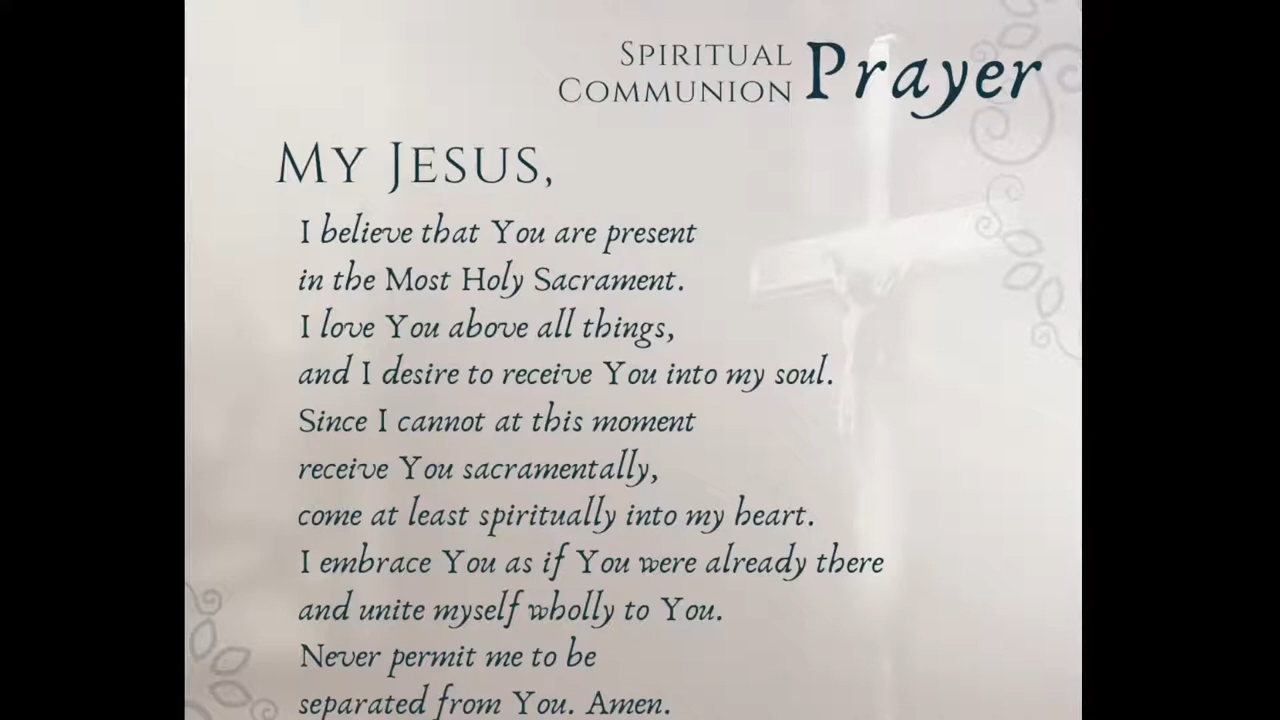 SPIRITUAL
COMMUNION Prayer
MY JESUS,
I believe that You are present
in the Most Holy Sacrament.
I love You above all things,
and I desire to receive You into my soul.
Since I cannot at this moment
receive You sacramentally,
come at least spiritually into my heart.
I embrace You as if You were already there
and unite myself wholly to You.
Never permit me to be
separated from You. Amen.